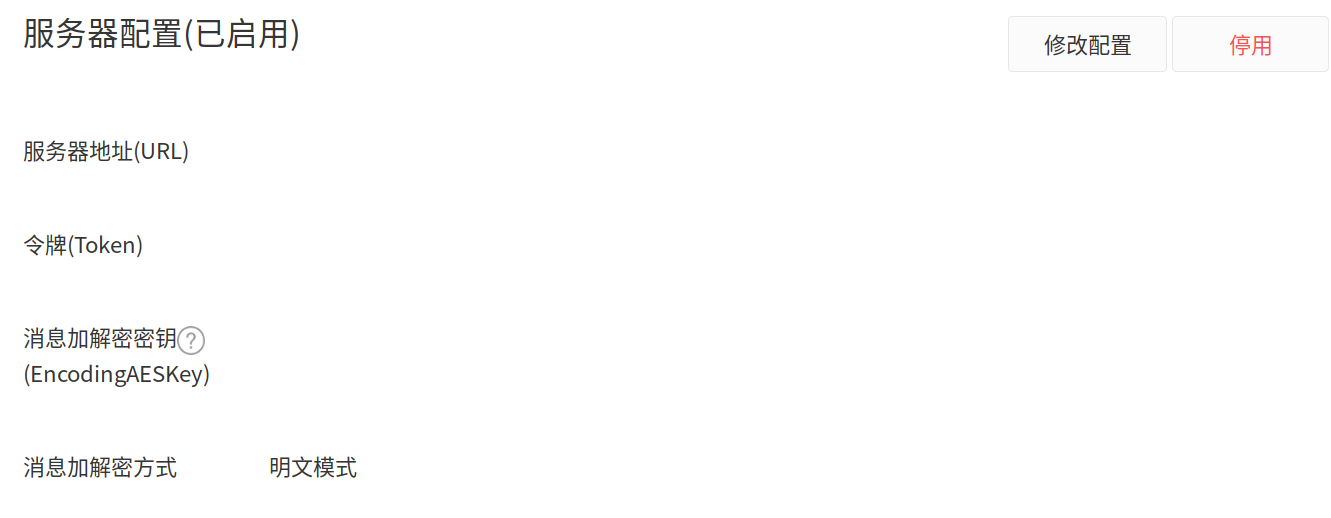 服务器配置(已启用)
修改配置
停用
服务器地址(URL)
令牌(Token)
消息加解密密钥?
(EncodingAESKey)
消息加解密方式 明文模式